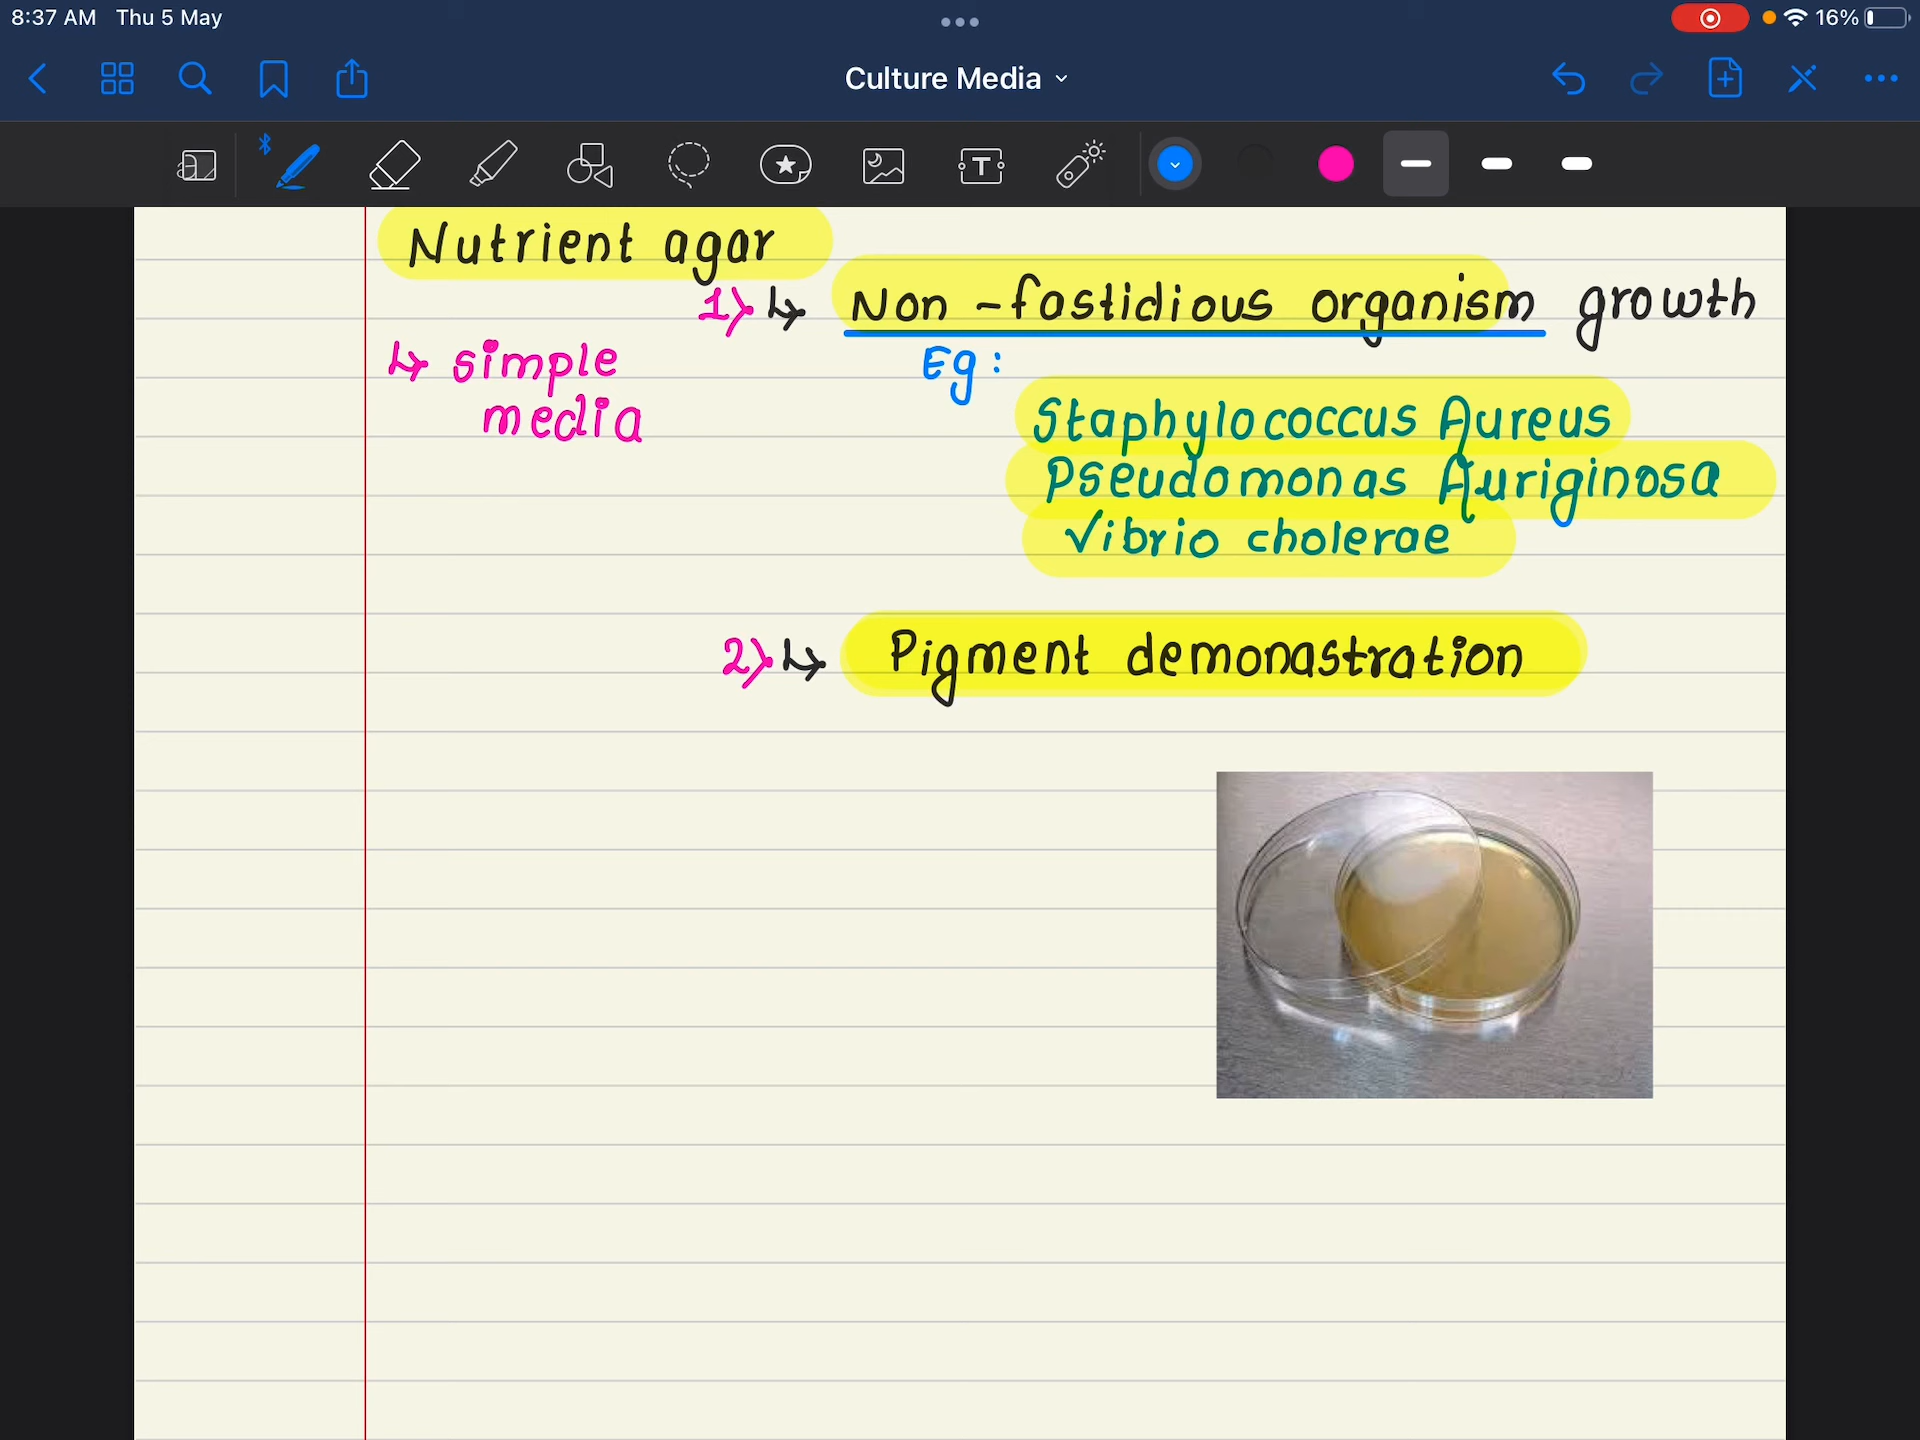 8:37 AM Thu 5 May
16%
Culture Media
Nutrient agar
1) ↳ Non-fastidious organism growth
↳ simple
media
Eg:
Staphylococcus Aureus
Pseudomonas Auriginosa
Vibrio cholerae
2) ↳ Pigment demonastration